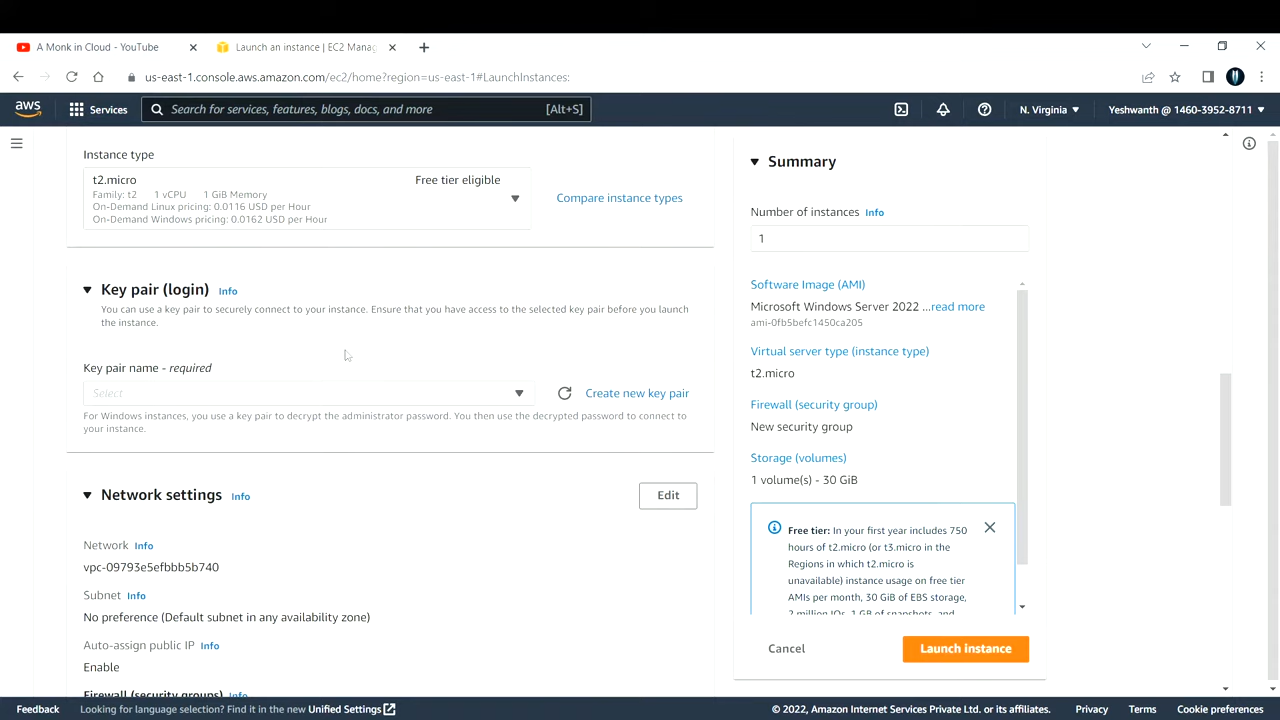 A Monk in Cloud - YouTube
Launch an instance | EC2 Manag
us-east-1.console.aws.amazon.com/ec2/home?region=us-east-1#LaunchInstances:
aws
Services
Search for services, features, blogs, docs, and more
[Alt+S]
N. Virginia
Yeshwanth @ 1460-3952-8711
Instance type
t2.micro
Free tier eligible
Family: t2 1 vCPU 1 GiB Memory
On-Demand Linux pricing: 0.0116 USD per Hour
On-Demand Windows pricing: 0.0162 USD per Hour
Compare instance types
Key pair (login) Info
You can use a key pair to securely connect to your instance. Ensure that you have access to the selected key pair before you launch
the instance.
Key pair name - required
Select
Create new key pair
For Windows instances, you use a key pair to decrypt the administrator password. You then use the decrypted password to connect to
your instance.
Network settings Info
Edit
Network Info
vpc-09793e5efbbb5b740
Subnet Info
No preference (Default subnet in any availability zone)
Auto-assign public IP Info
Enable
Firewall (security groups) Info
Summary
Number of instances Info
1
Software Image (AMI)
Microsoft Windows Server 2022 ...read more
ami-0fb5befc1450ca205
Virtual server type (instance type)
t2.micro
Firewall (security group)
New security group
Storage (volumes)
1 volume(s) - 30 GiB
Free tier: In your first year includes 750
hours of t2.micro (or t3.micro in the
Regions in which t2.micro is
unavailable) instance usage on free tier
AMIs per month, 30 GiB of EBS storage,
2 million IOs, 1 GB of snapshots, and
Cancel
Launch instance
Feedback
Looking for language selection? Find it in the new Unified Settings
© 2022, Amazon Internet Services Private Ltd. or its affiliates.
Privacy
Terms
Cookie preferences